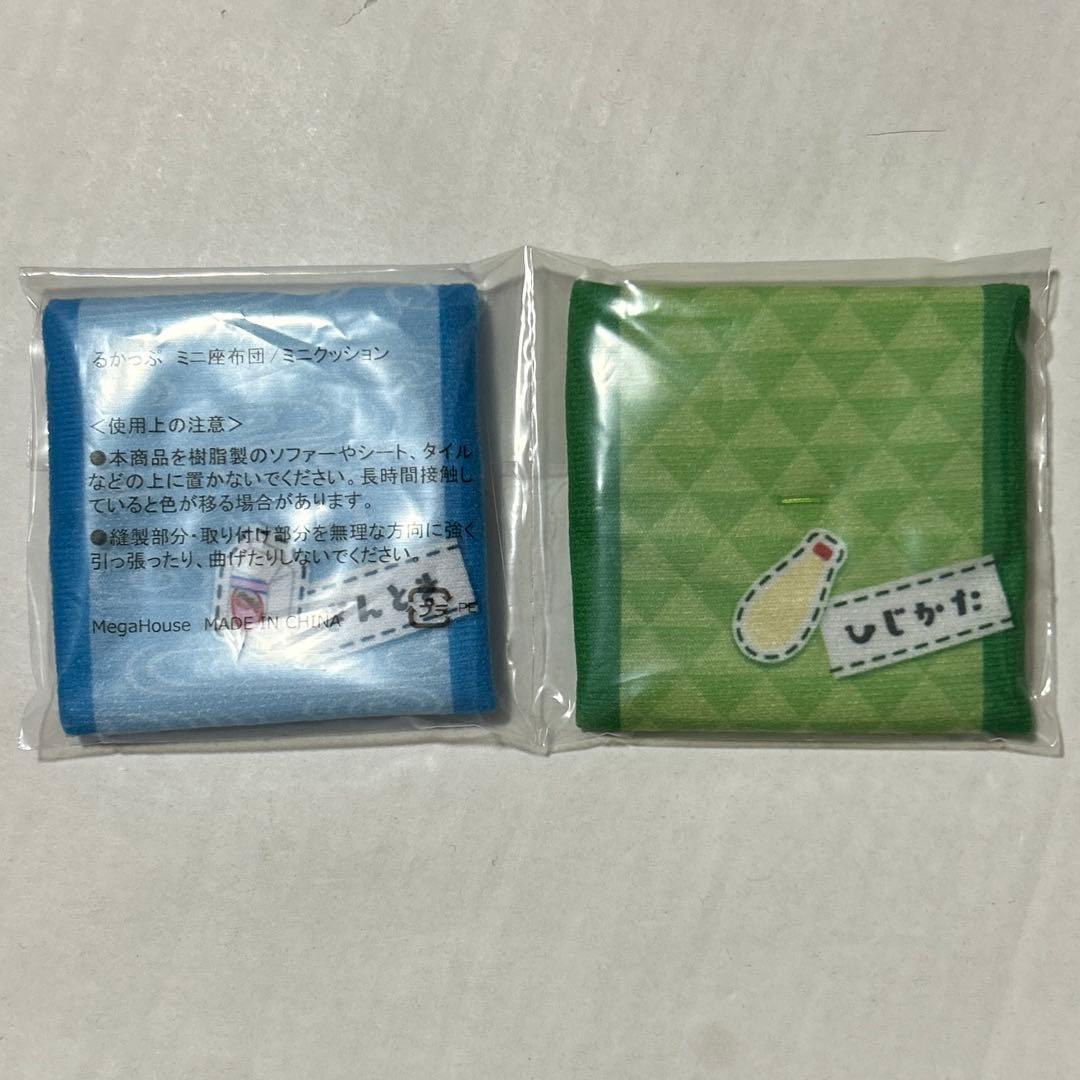 るかっぷ ミニ座布団/ミニクッション
<使用上の注意>
●本商品を樹脂製のソファーやシート、タイル
などの上に置かないでください。長時間接触し
ていると色が移る場合があります。
●縫製部分・取り付け部分を無理な方向に強く
引っ張ったり、曲げたりしないでください。
MegaHouse MADE IN CHINA
プラ PE
ひじかた